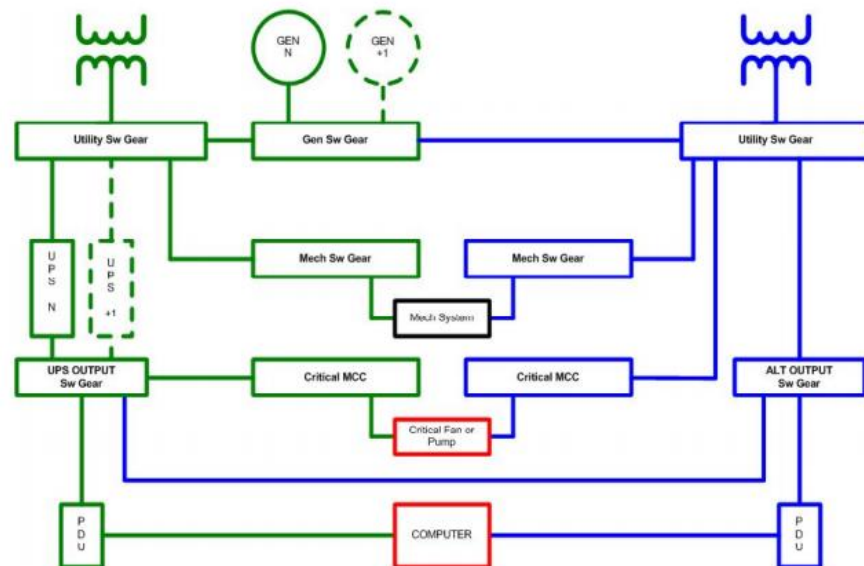 GEN
N
GEN
+1
Utility Sw Gear
Gen Sw Gear
Utility Sw Gear
U
P
S
N
U
P
S
+1
Mech Sw Gear
Mech Sw Gear
Mech System
UPS OUTPUT
Sw Gear
Critical MCC
Critical MCC
ALT OUTPUT
Sw Gear
Critical Fan or
Pump
P
D
U
COMPUTER
P
D
U